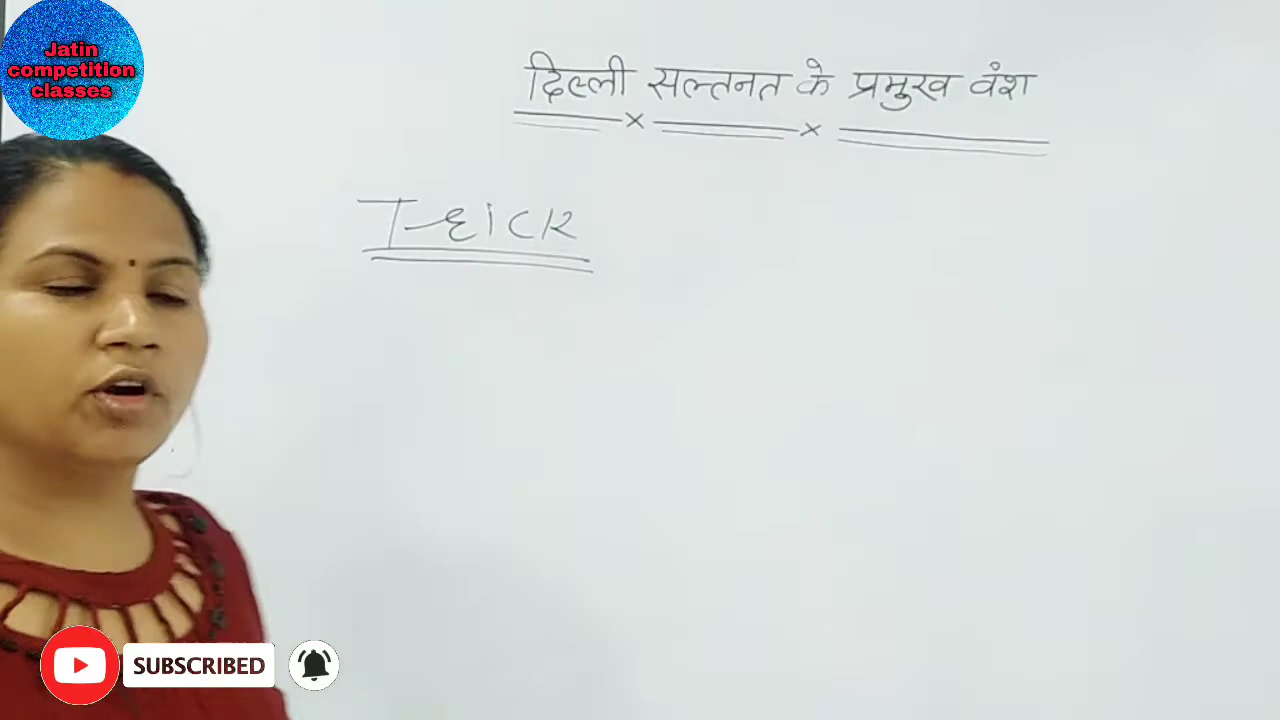 Jatin
competition
classes
दिल्ली सल्तनत के प्रमुख वंश
TRICK
SUBSCRIBED